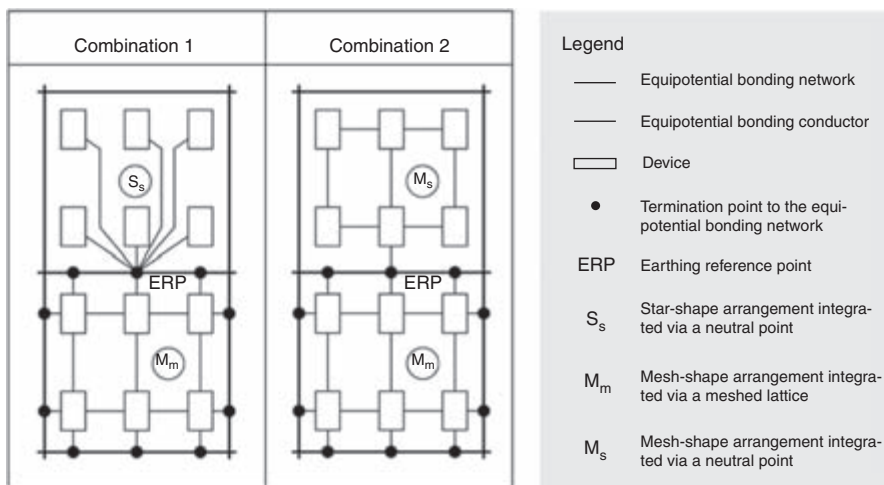 Combination 1
Combination 2
Ss
ERP
Mm
Ms
ERP
Mm
Legend
Equipotential bonding network
Equipotential bonding conductor
Device
Termination point to the equi-
potential bonding network
ERP
Earthing reference point
Ss
Star-shape arrangement integra-
ted via a neutral point
Mm
Mesh-shape arrangement integra-
ted via a meshed lattice
Ms
Mesh-shape arrangement integra-
ted via a neutral point